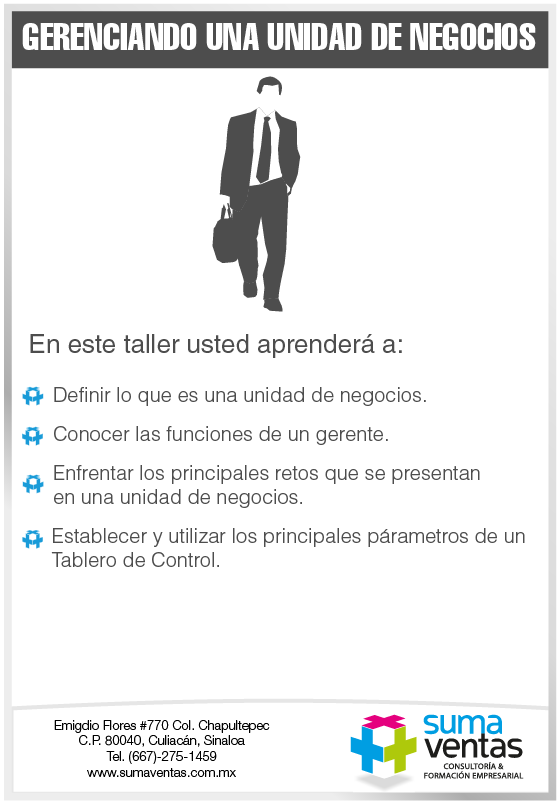 GERENCIANDO UNA UNIDAD DE NEGOCIOS
En este taller usted aprenderá a:
Definir lo que es una unidad de negocios.
Conocer las funciones de un gerente.
Enfrentar los principales retos que se presentan
en una unidad de negocios.
Establecer y utilizar los principales párametros de un
Tablero de Control.
Emigdio Flores #770 Col. Chapultepec
C.P. 80040, Culiacán, Sinaloa
Tel. (667)-275-1459
www.sumaventas.com.mx
suma
ventas
CONSULTORÍA &
FORMACIÓN EMPRESARIAL